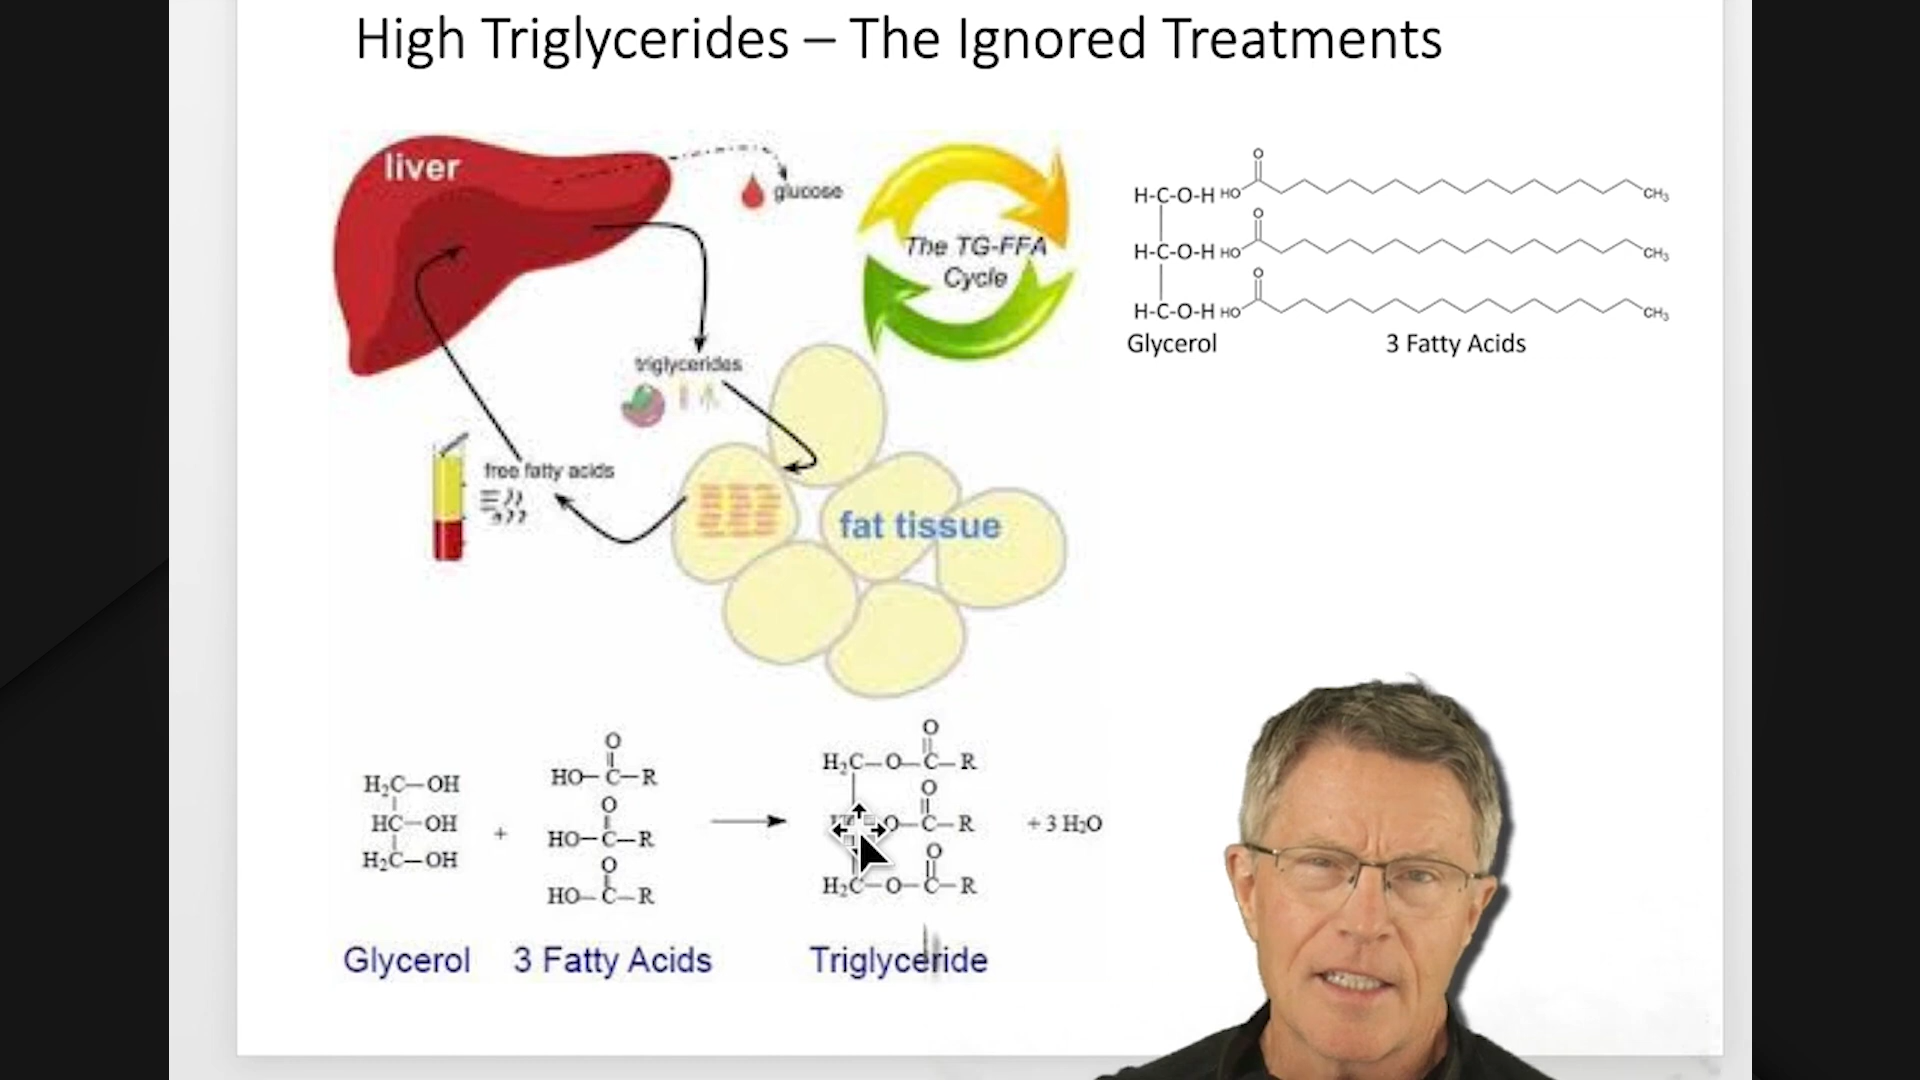 High Triglycerides – The Ignored Treatments
liver
glucose
The TG-FFA
Cycle
triglycerides
free fatty acids
fat tissue
O
H-C-O-H HO CH₃
O
H-C-O-H HO CH₃
O
H-C-O-H HO CH₃
Glycerol 3 Fatty Acids
O O
H₂C—OH HO—C—R H₂C—O—C—R
O O
HC—OH + HO—C—R O—C—R + 3 H₂O
O O
H₂C—OH HO—C—R H₂C—O—C—R
Glycerol 3 Fatty Acids Triglyceride